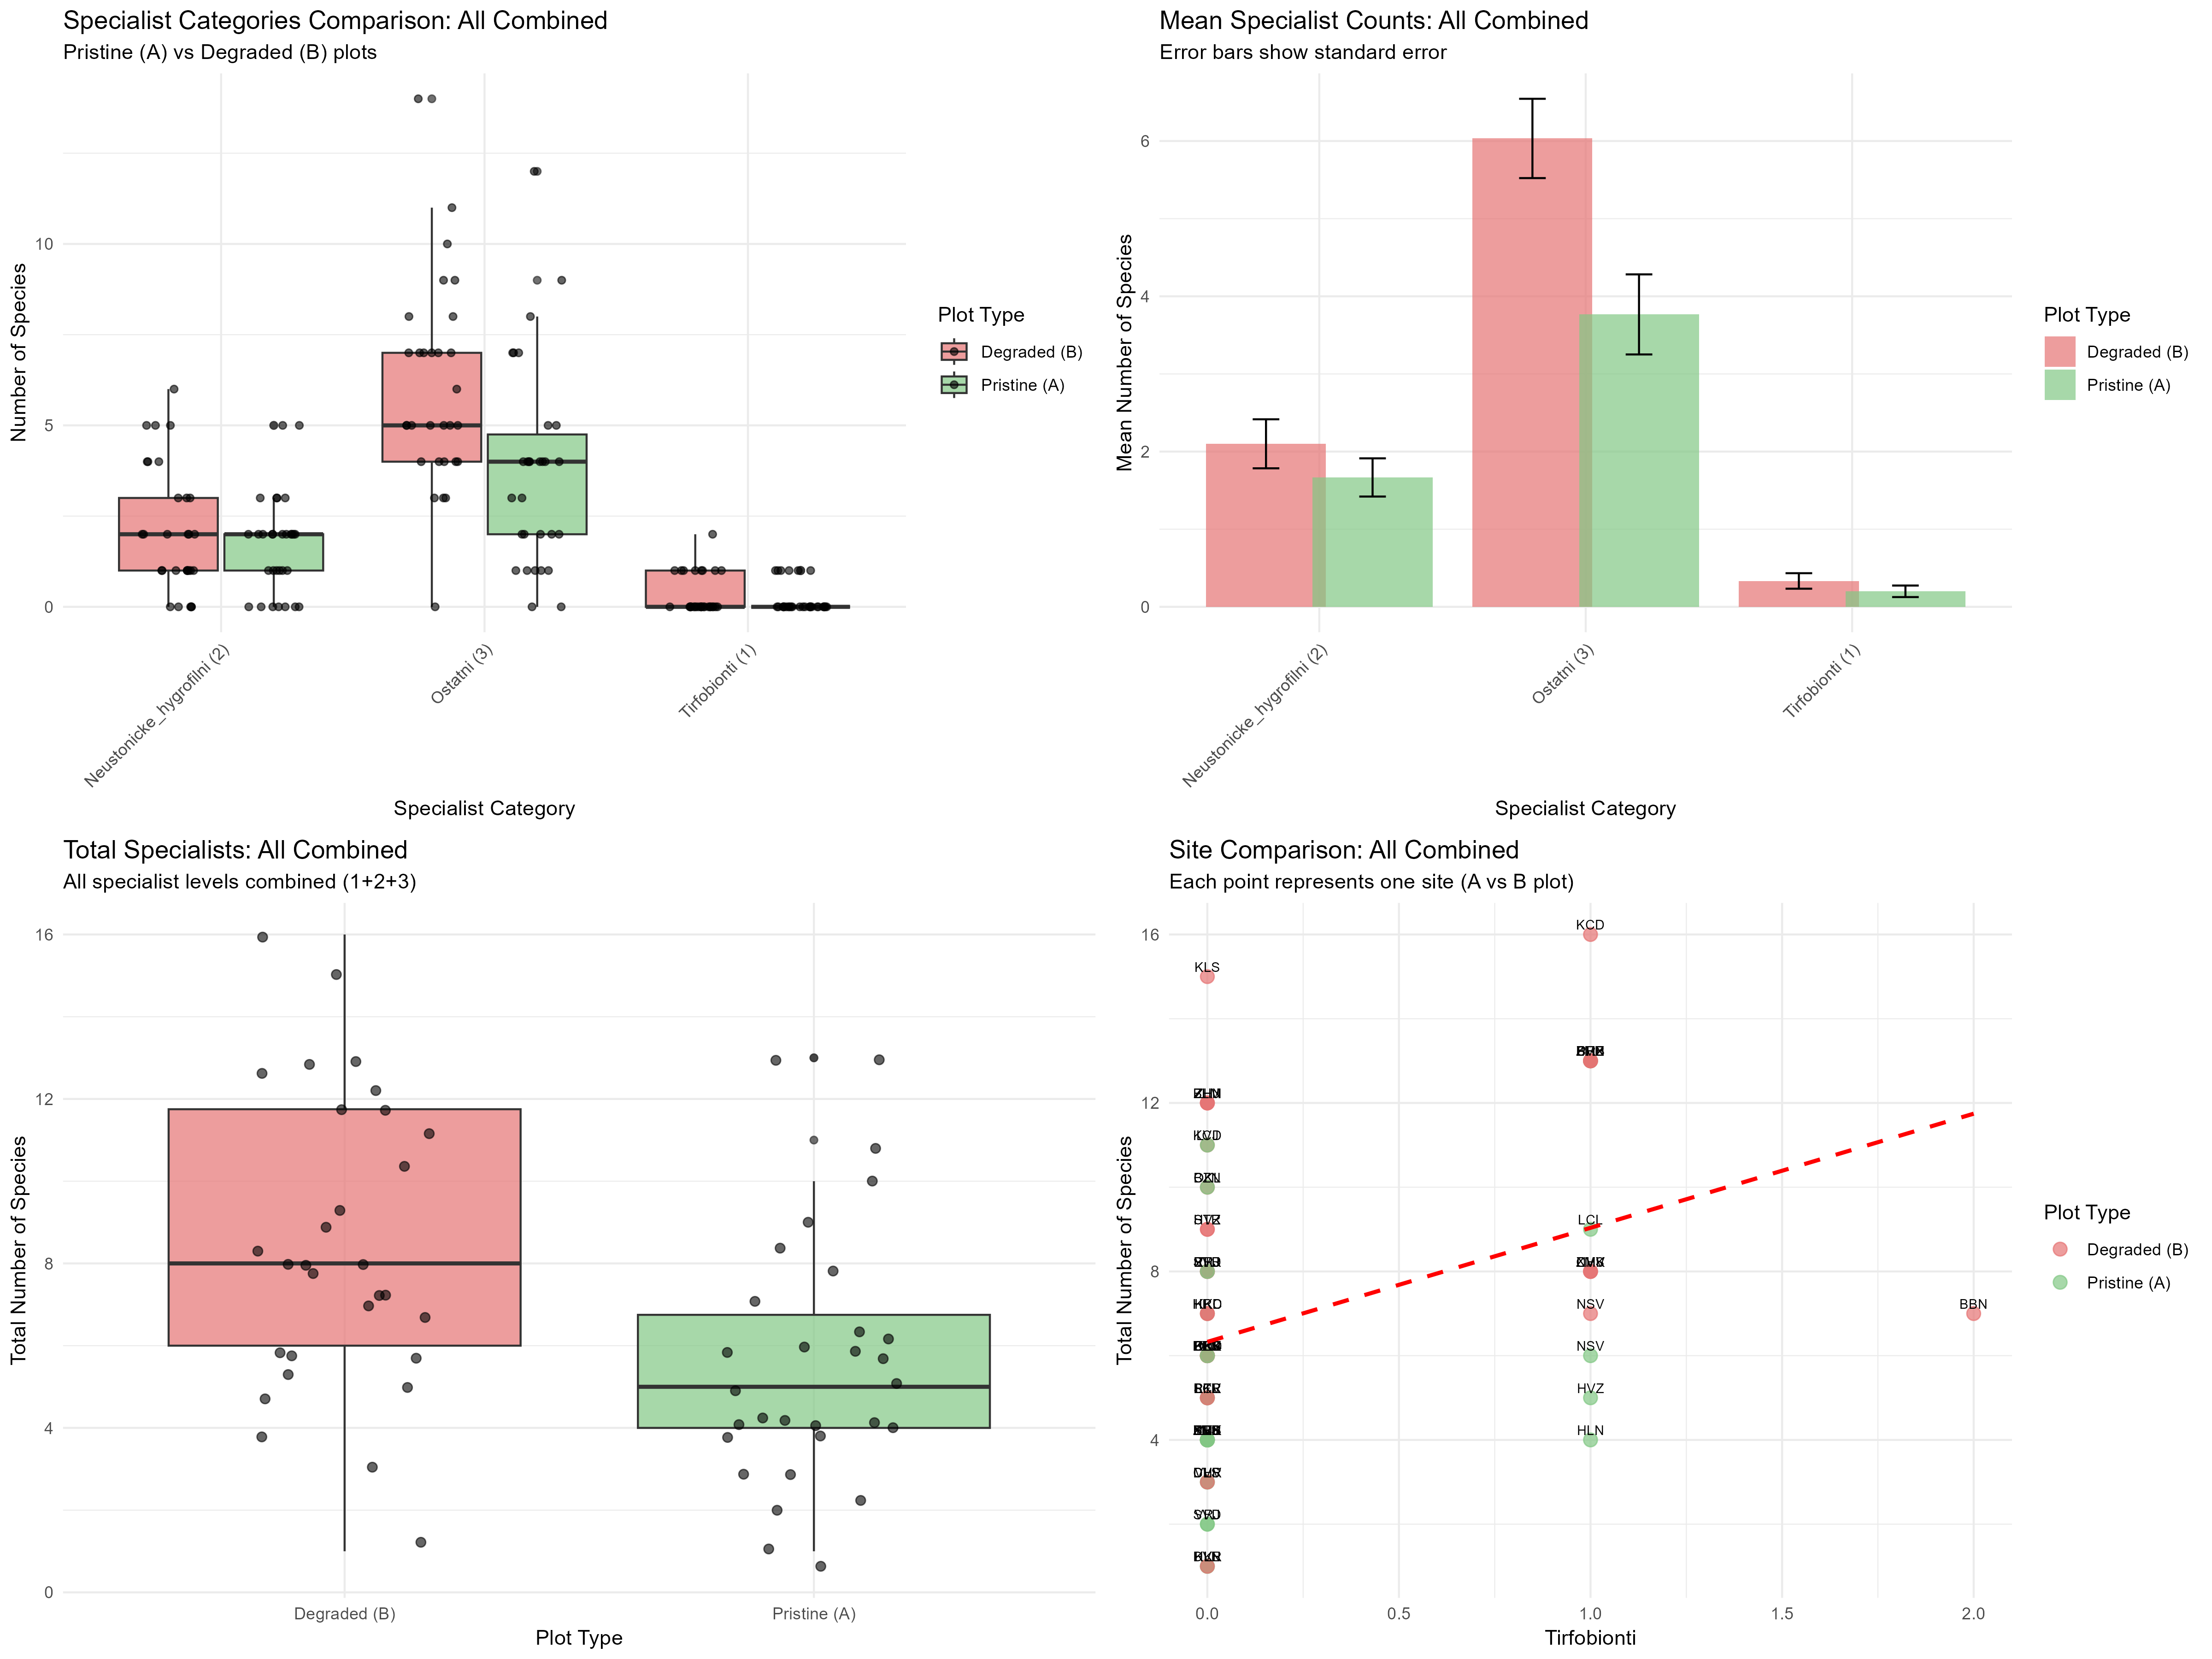 Specialist Categories Comparison: All Combined
Pristine (A) vs Degraded (B) plots
Number of Species
10
5
0
Neustonicke_hygrofilni (2)
Ostatni (3)
Tirfobionti (1)
Specialist Category
Plot Type
Degraded (B)
Pristine (A)
Mean Specialist Counts: All Combined
Error bars show standard error
Mean Number of Species
6
4
2
0
Neustonicke_hygrofilni (2)
Ostatni (3)
Tirfobionti (1)
Specialist Category
Plot Type
Degraded (B)
Pristine (A)
Total Specialists: All Combined
All specialist levels combined (1+2+3)
Total Number of Species
16
12
8
4
0
Degraded (B)
Pristine (A)
Plot Type
Site Comparison: All Combined
Each point represents one site (A vs B plot)
Total Number of Species
16
12
8
4
KCD
KLS
LCL
NSV
BBN
NSV
HVZ
HLN
0.0
0.5
1.0
1.5
2.0
Tirfobionti
Plot Type
Degraded (B)
Pristine (A)